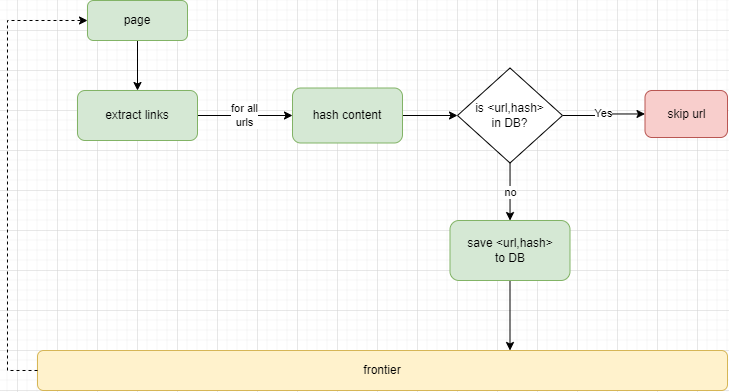 page
extract links
for all
urls
hash content
is <url,hash>
in DB?
Yes
skip url
no
save <url,hash>
to DB
frontier